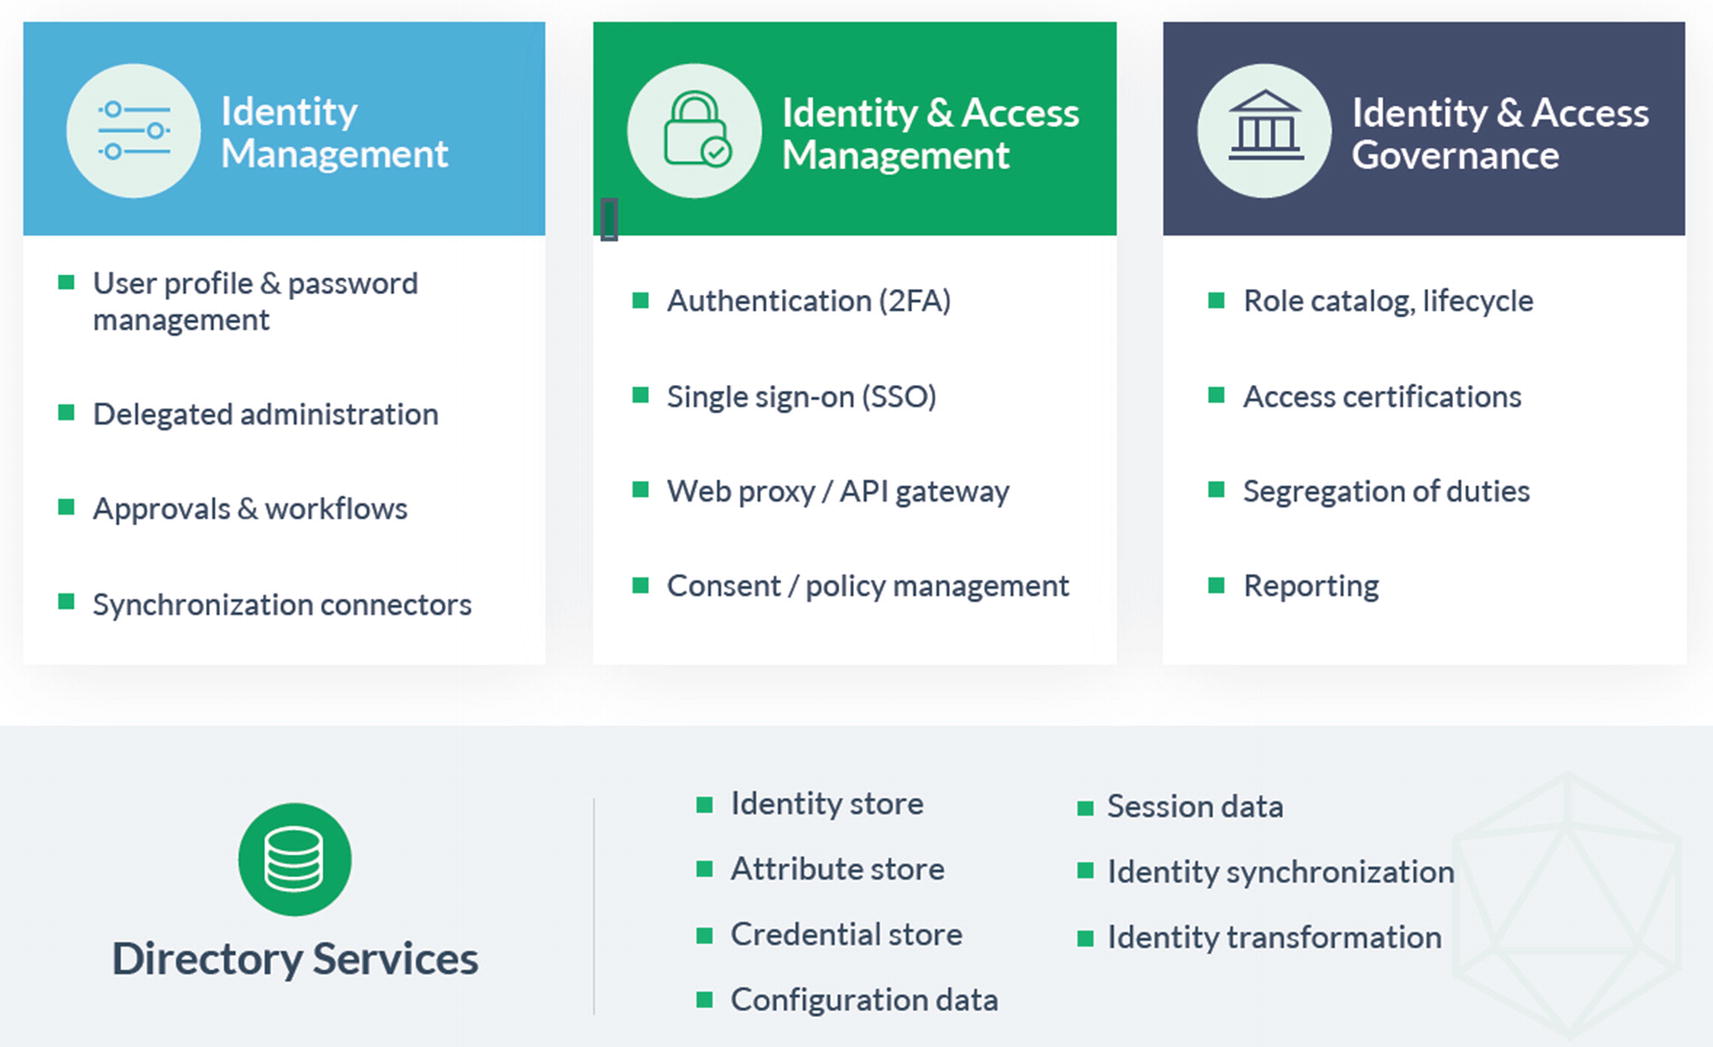 Identity
Management
User profile & password
management
Delegated administration
Approvals & workflows
Synchronization connectors
Identity & Access
Management
Authentication (2FA)
Single sign-on (SSO)
Web proxy / API gateway
Consent / policy management
Identity & Access
Governance
Role catalog, lifecycle
Access certifications
Segregation of duties
Reporting
Directory Services
Identity store
Attribute store
Credential store
Configuration data
Session data
Identity synchronization
Identity transformation